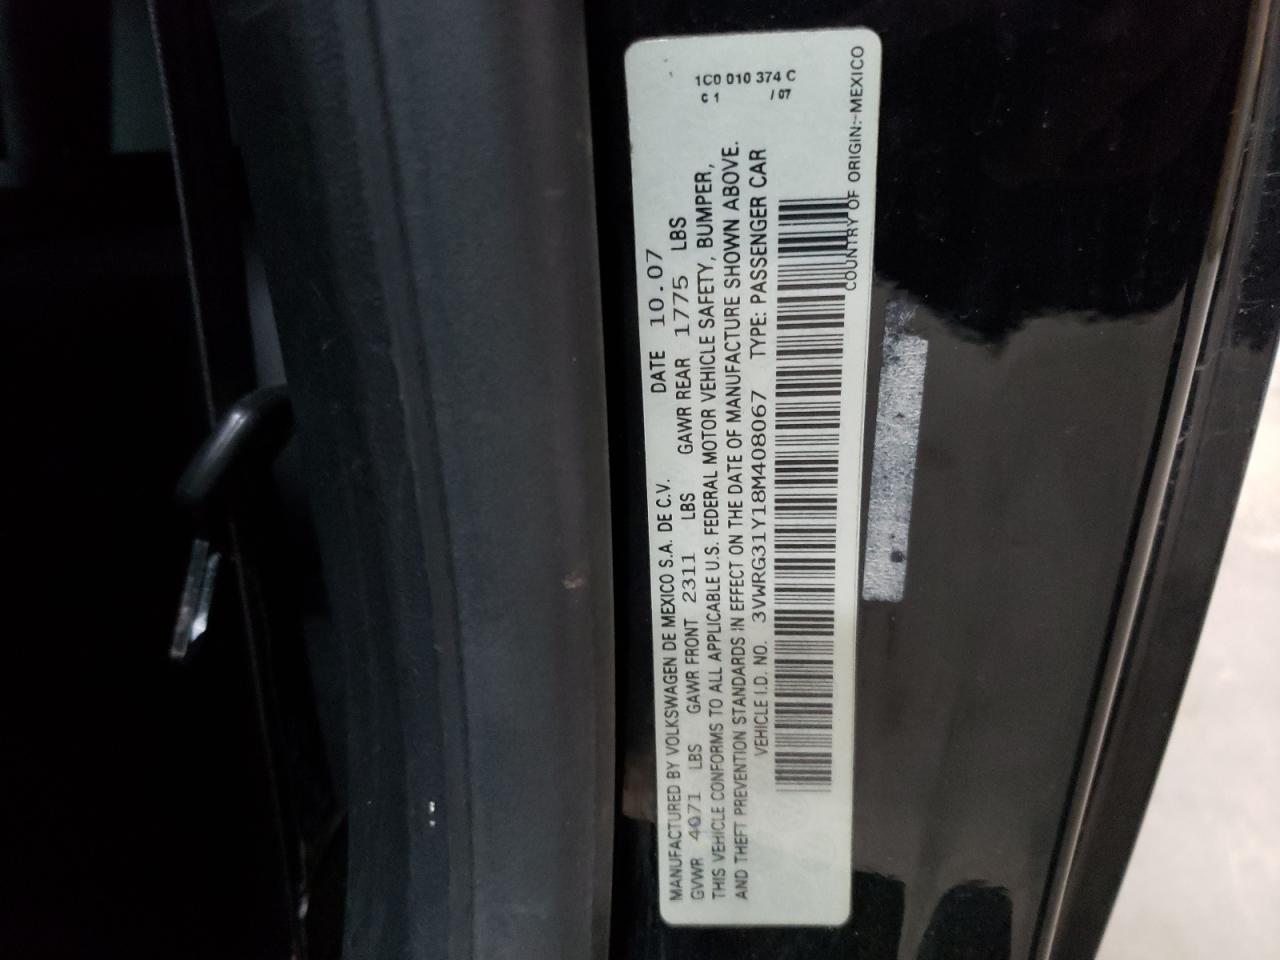 1C0 010 374 C
C 1 / 07
MANUFACTURED BY VOLKSWAGEN DE MEXICO S.A. DE C.V. DATE 10.07
GVWR 4071 LBS GAWR FRONT 2311 LBS GAWR REAR 1775 LBS
THIS VEHICLE CONFORMS TO ALL APPLICABLE U.S. FEDERAL MOTOR VEHICLE SAFETY, BUMPER,
AND THEFT PREVENTION STANDARDS IN EFFECT ON THE DATE OF MANUFACTURE SHOWN ABOVE.
VEHICLE I.D. NO. 3VWRG31Y18M408067 TYPE: PASSENGER CAR
COUNTRY OF ORIGIN:-MEXICO